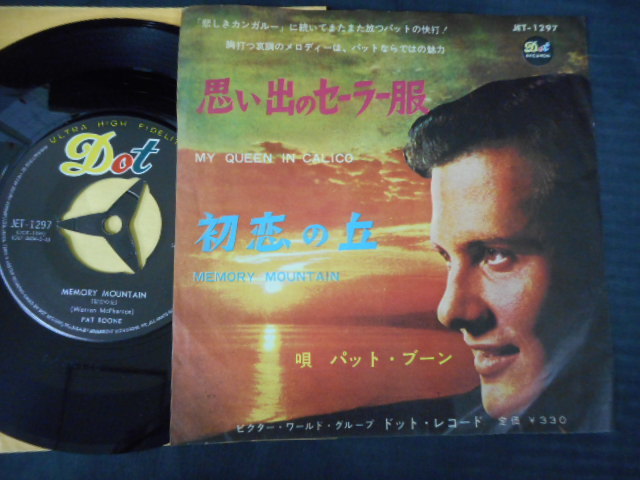 「悲しきカンガルー」に続いてまたまた放つパットの快打!
胸打つ哀調のメロディーは、パットならではの魅力
JET-1297
Dot
RECORDS
思い出のセーラー服
MY QUEEN IN CALICO
初恋の丘
MEMORY MOUNTAIN
唄 パット・ブーン
ビクター・ワールド・グループ ドット・レコード 定価 ¥330
ULTRA HIGH FIDELIT
Dot
JET-1297
MEMORY MOUNTAIN
(Warren McPherson)
PAT BOONE